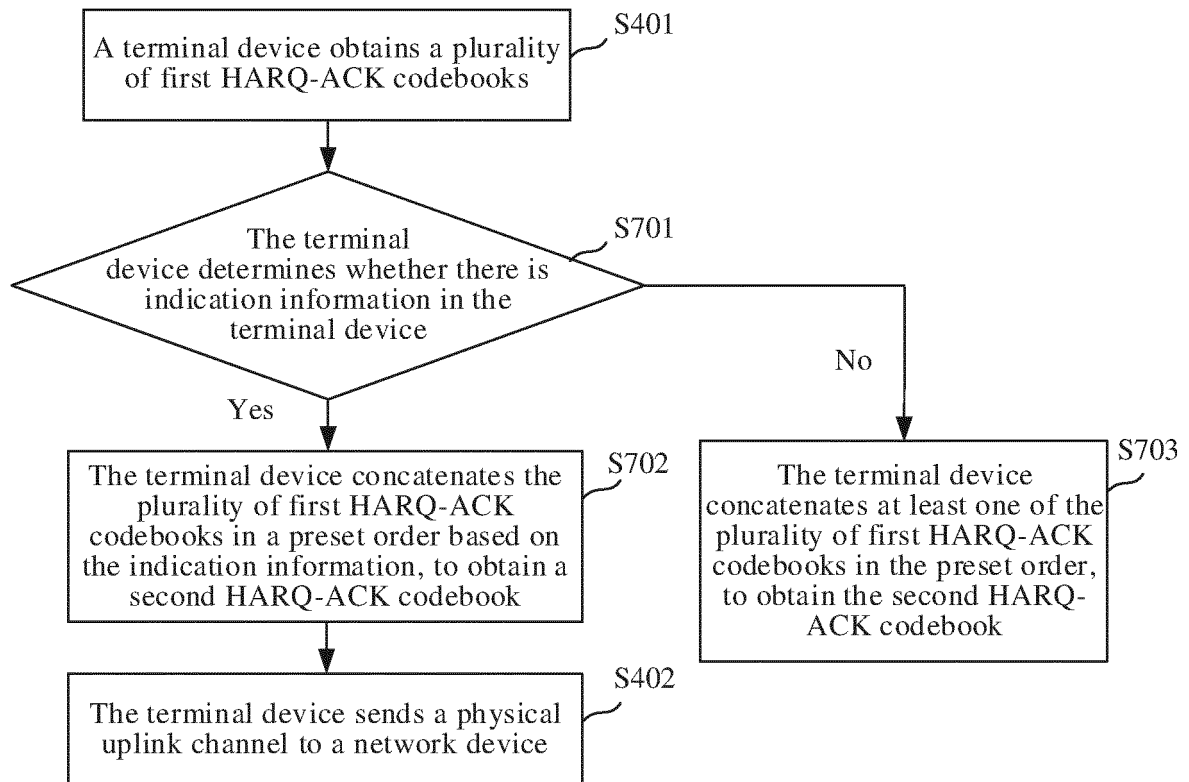 A terminal device obtains a plurality
of first HARQ-ACK codebooks
S401
The terminal
device determines whether there is
indication information in the
terminal device
S701
Yes
No
The terminal device concatenates the
plurality of first HARQ-ACK
codebooks in a preset order based on
the indication information, to obtain a
second HARQ-ACK codebook
S702
The terminal device
concatenates at least one of the
plurality of first HARQ-ACK
codebooks in the preset order,
to obtain the second HARQ-
ACK codebook
S703
The terminal device sends a physical
uplink channel to a network device
S402